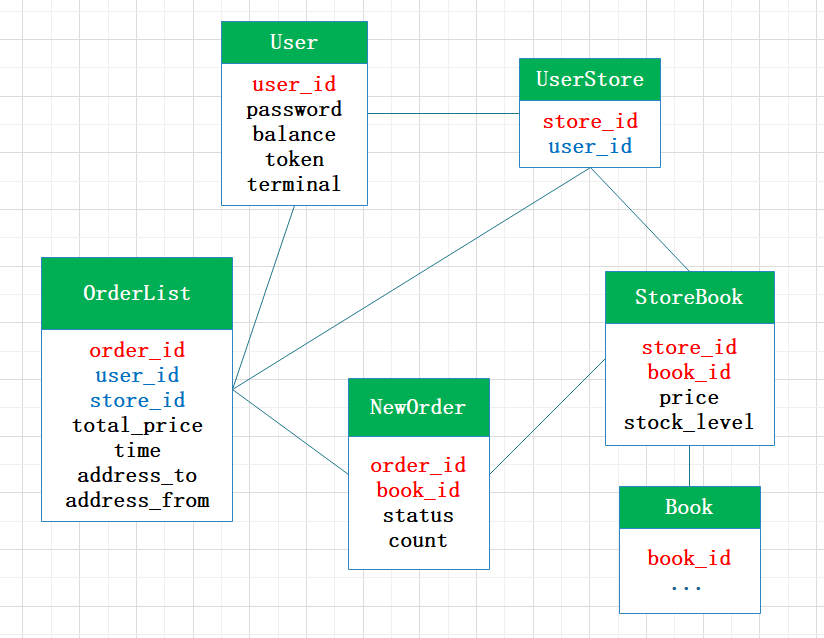 User
user_id
password
balance
token
terminal
UserStore
store_id
user_id
OrderList
order_id
user_id
store_id
total_price
time
address_to
address_from
NewOrder
order_id
book_id
status
count
StoreBook
store_id
book_id
price
stock_level
Book
book_id
...